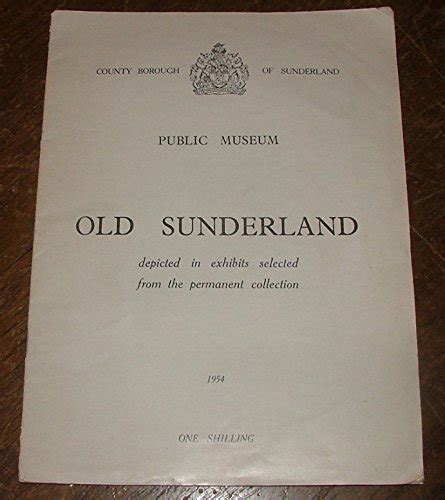 COUNTY BOROUGH OF SUNDERLAND
PUBLIC MUSEUM
OLD SUNDERLAND
depicted in exhibits selected
from the permanent collection
1954
ONE SHILLING